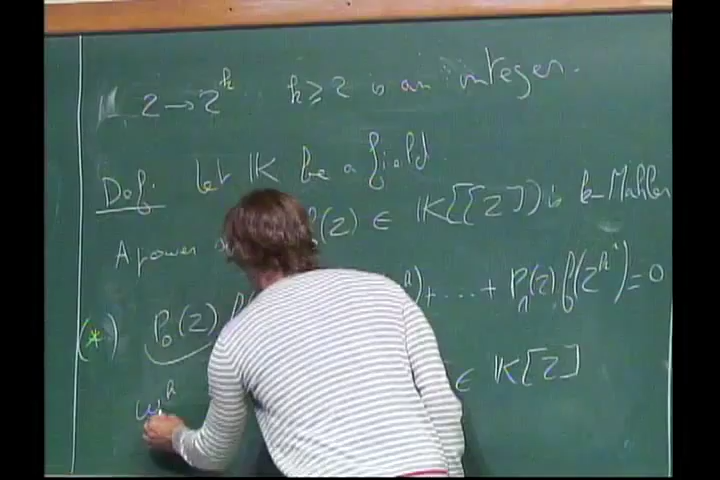 z → z^k k ≥ 2 is an integer.
Def: Let K be a field
A power f(z) ∈ K[[z]] is k-Mahler
(*) P_0(z) + ... + P_n(z) f(z^{k^n}) = 0
∈ K[z]